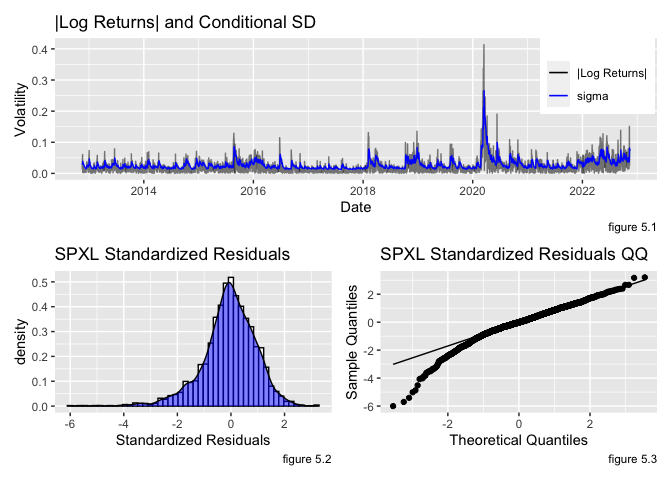 |Log Returns| and Conditional SD
Volatility
0.4
0.3
0.2
0.1
0.0
|Log Returns|
sigma
2014 2016 2018 2020 2022
Date
figure 5.1
SPXL Standardized Residuals
density
0.5
0.4
0.3
0.2
0.1
0.0
-6 -4 -2 0 2
Standardized Residuals
figure 5.2
SPXL Standardized Residuals QQ
Sample Quantiles
2
0
-2
-4
-6
-2 0 2
Theoretical Quantiles
figure 5.3